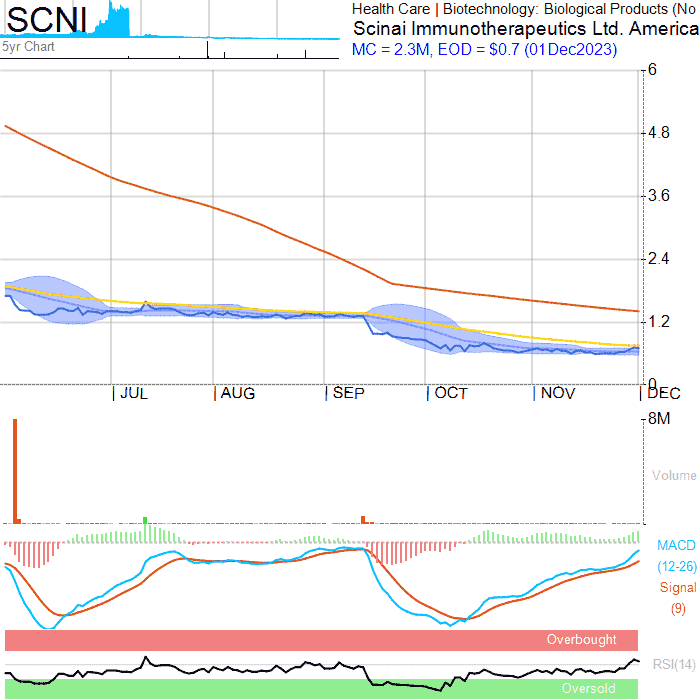 SCNI
5yr Chart
Health Care | Biotechnology: Biological Products (No
Scinai Immunotherapeutics Ltd. America
MC = 2.3M, EOD = $0.7 (01Dec2023)
6
4.8
3.6
2.4
1.2
0
JUL
AUG
SEP
OCT
NOV
DEC
8M
Volume
MACD
(12-26)
Signal
(9)
Overbought
RSI(14)
Oversold